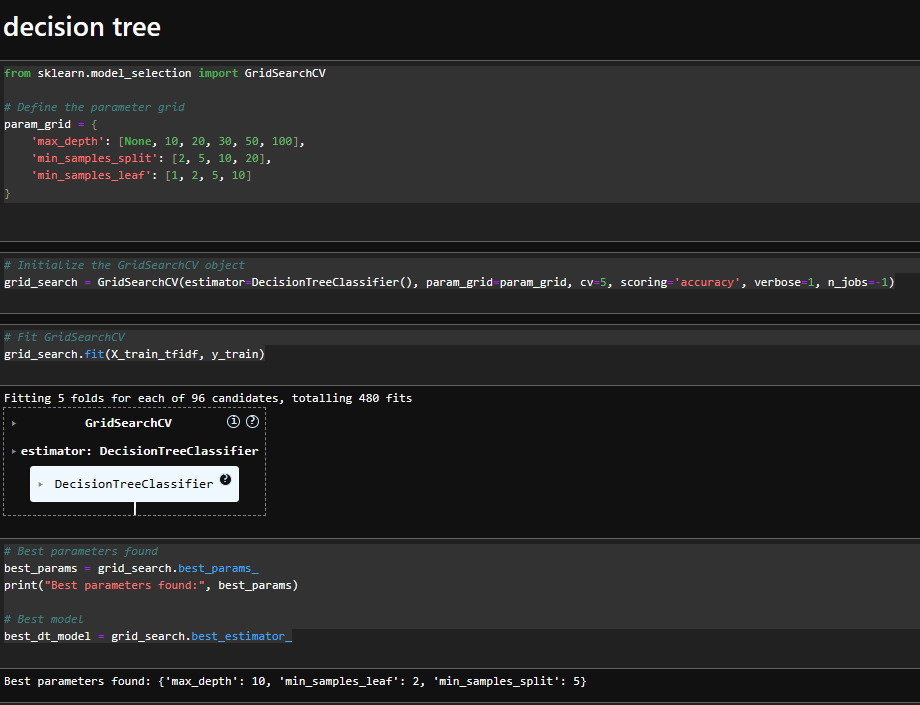 decision tree
from sklearn.model_selection import GridSearchCV
# Define the parameter grid
param_grid = {
    'max_depth': [None, 10, 20, 30, 50, 100],
    'min_samples_split': [2, 5, 10, 20],
    'min_samples_leaf': [1, 2, 5, 10]
}
# Initialize the GridSearchCV object
grid_search = GridSearchCV(estimator=DecisionTreeClassifier(), param_grid=param_grid, cv=5, scoring='accuracy', verbose=1, n_jobs=-1)
# Fit GridSearchCV
grid_search.fit(X_train_tfidf, y_train)
Fitting 5 folds for each of 96 candidates, totalling 480 fits
▸ GridSearchCV i ?
▸ estimator: DecisionTreeClassifier
▸ DecisionTreeClassifier ?
# Best parameters found
best_params = grid_search.best_params_
print("Best parameters found:", best_params)
# Best model
best_dt_model = grid_search.best_estimator_
Best parameters found: {'max_depth': 10, 'min_samples_leaf': 2, 'min_samples_split': 5}